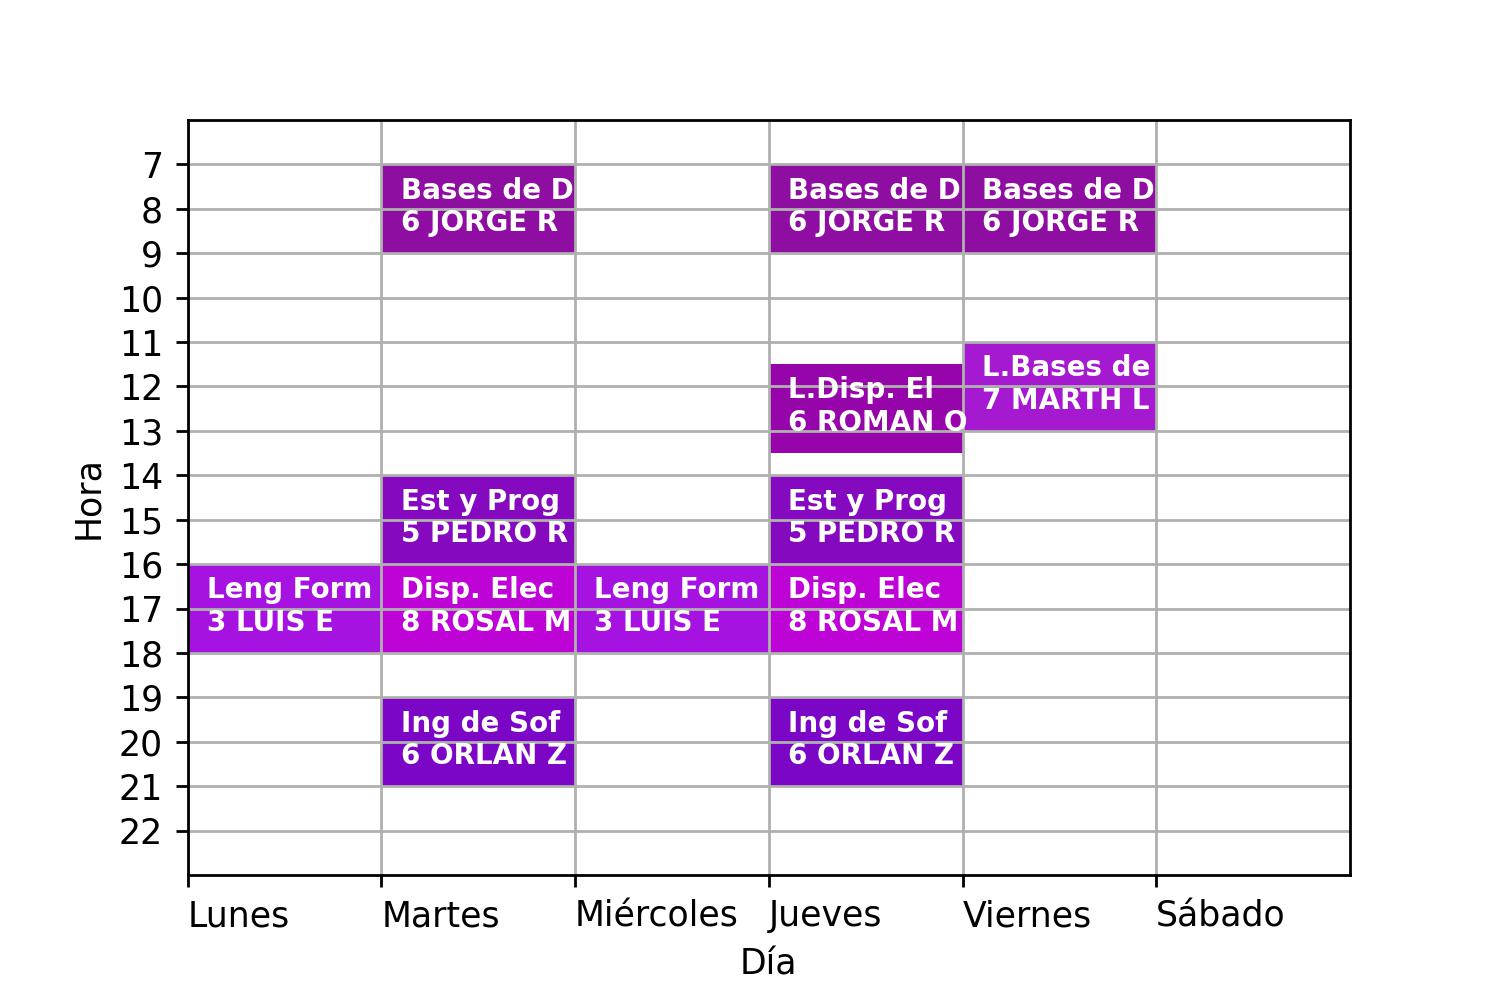 7
8
9
10
11
12
13
14
15
16
17
18
19
20
21
22
Hora
Bases de D
6 JORGE R
Bases de D
6 JORGE R
Bases de D
6 JORGE R
L.Bases de
7 MARTH L
L.Disp. El
6 ROMAN O
Est y Prog
5 PEDRO R
Est y Prog
5 PEDRO R
Leng Form
3 LUIS E
Disp. Elec
8 ROSAL M
Leng Form
3 LUIS E
Disp. Elec
8 ROSAL M
Ing de Sof
6 ORLAN Z
Ing de Sof
6 ORLAN Z
Lunes
Martes
Miércoles
Jueves
Viernes
Sábado
Día